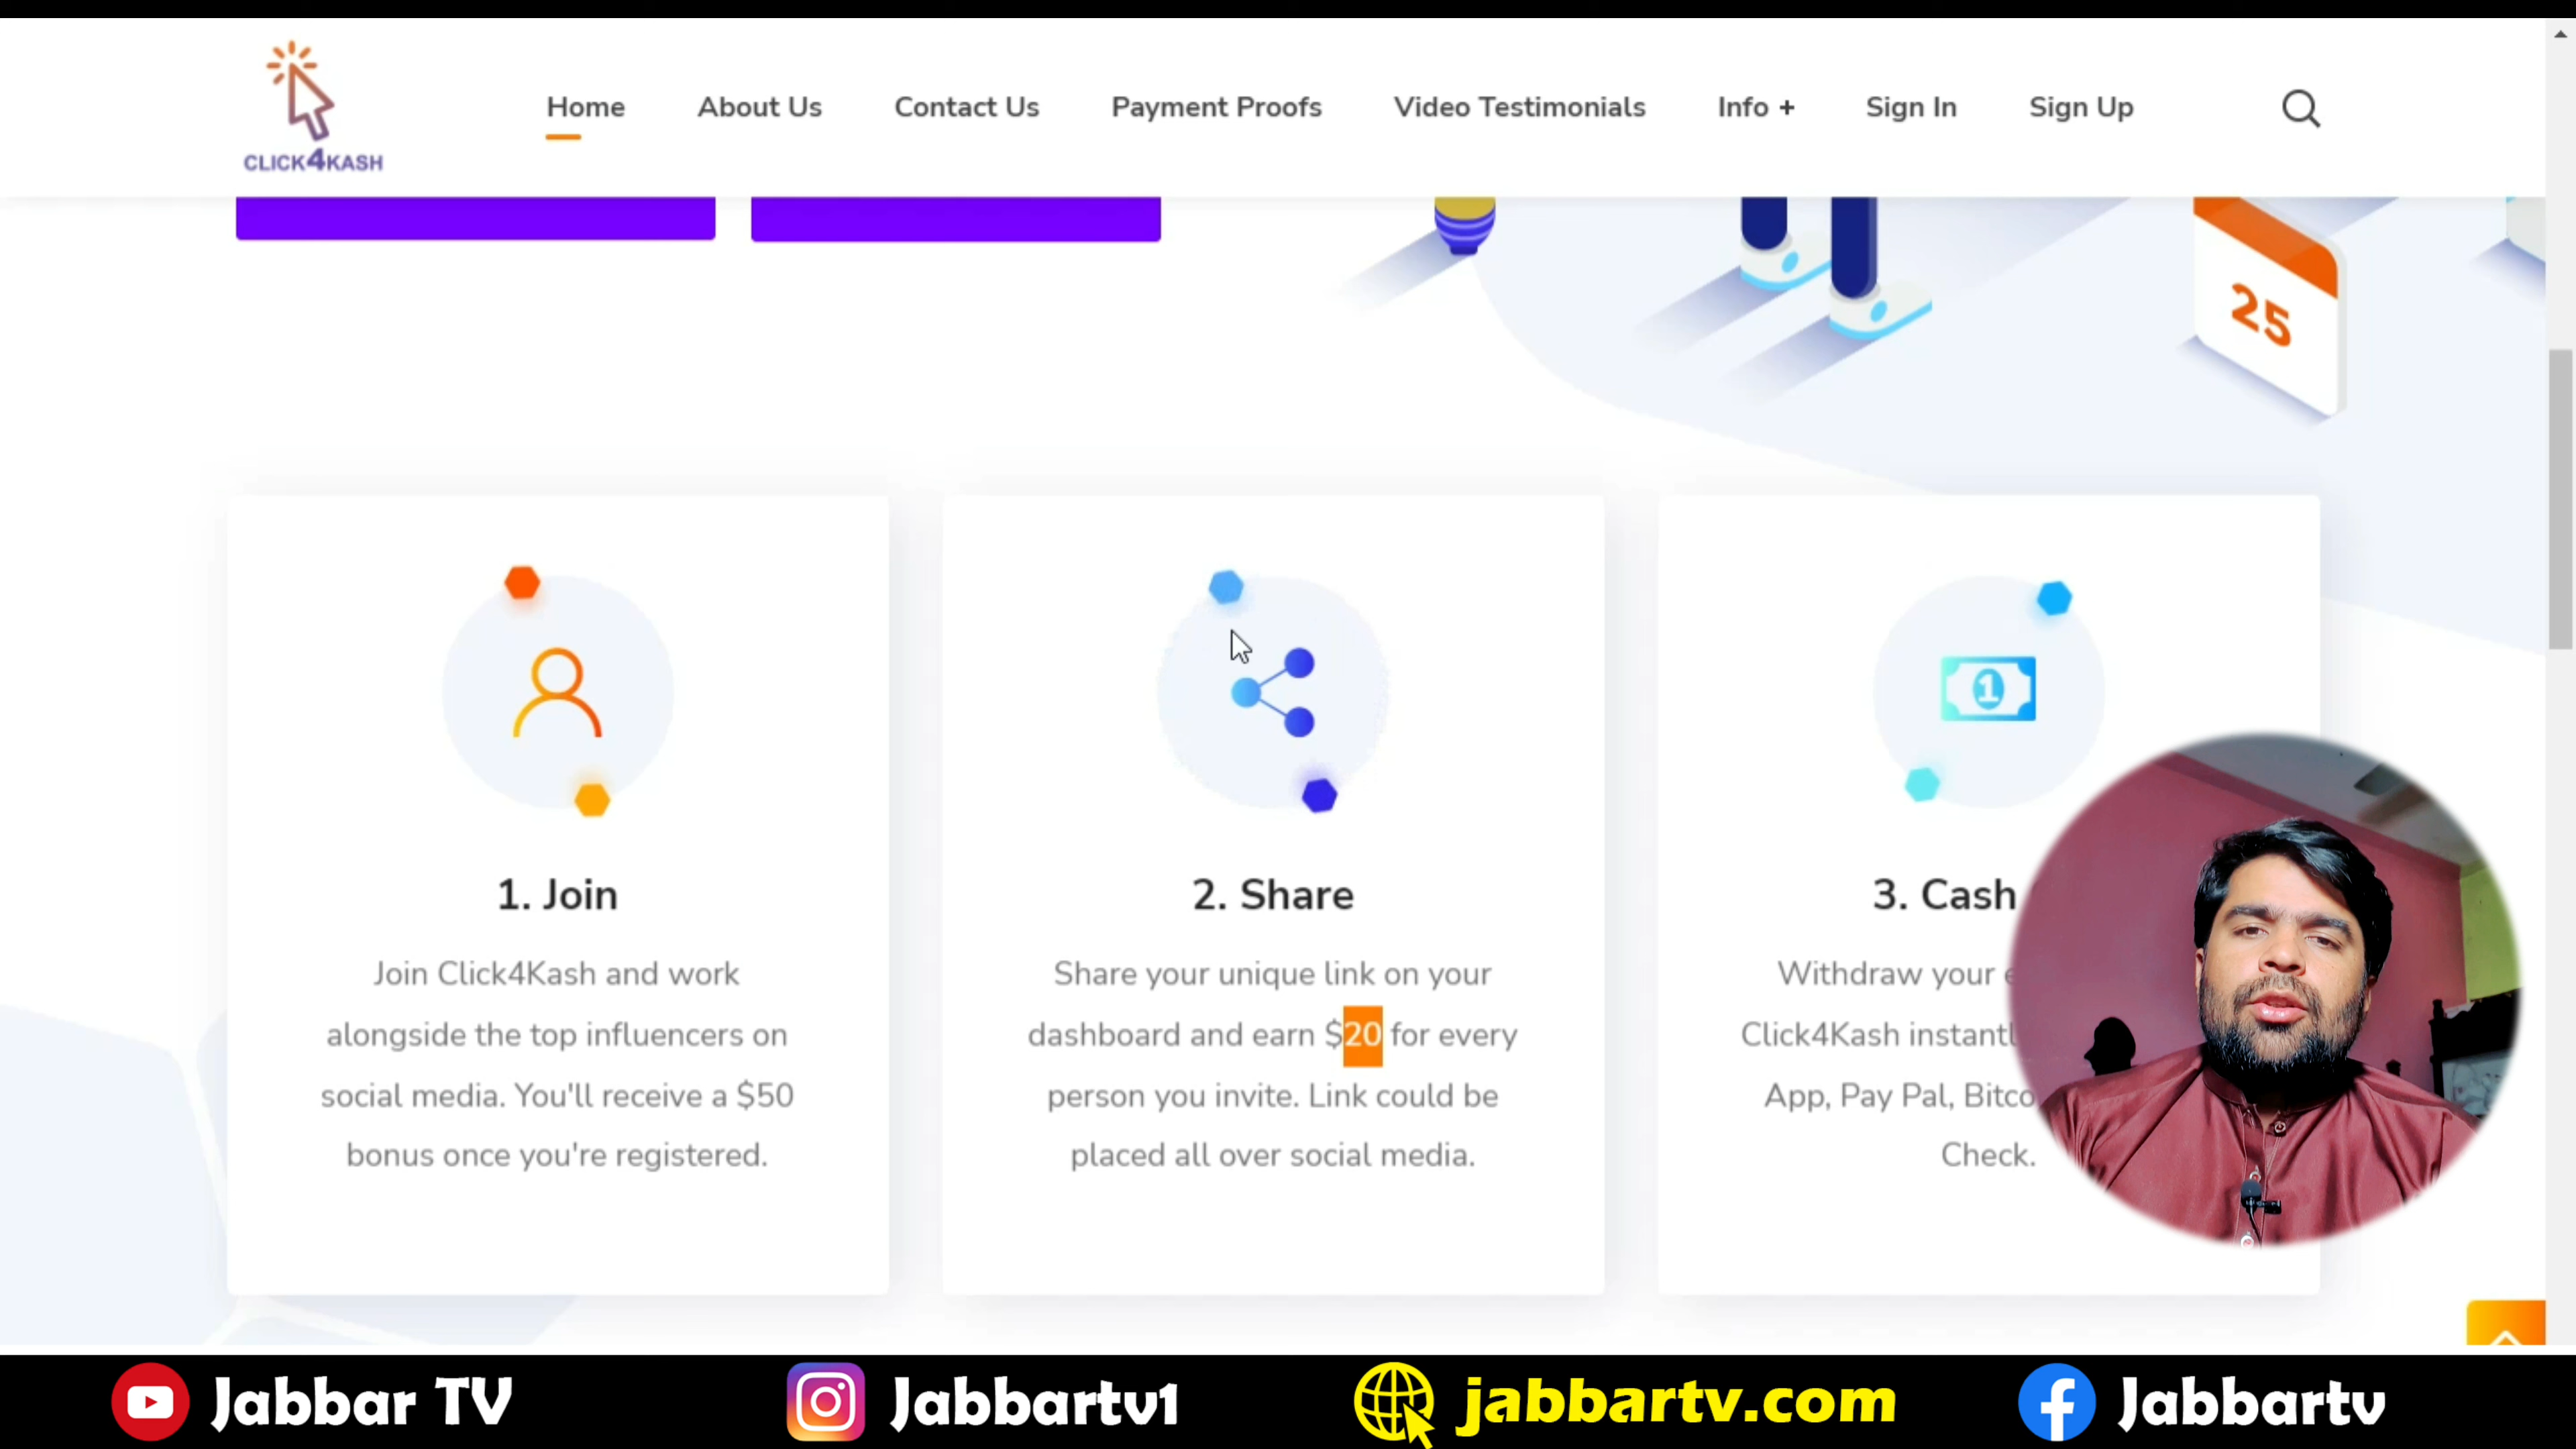 CLICK4KASH
Home
About Us
Contact Us
Payment Proofs
Video Testimonials
Info +
Sign In
Sign Up
25
1. Join
Join Click4Kash and work
alongside the top influencers on
social media. You'll receive a $50
bonus once you're registered.
2. Share
Share your unique link on your
dashboard and earn $20 for every
person you invite. Link could be
placed all over social media.
1
3. Cash
Withdraw your
Click4Kash
App, Pay Pal,
Check.
Jabbar TV
Jabbartv1
jabbartv.com
Jabbartv